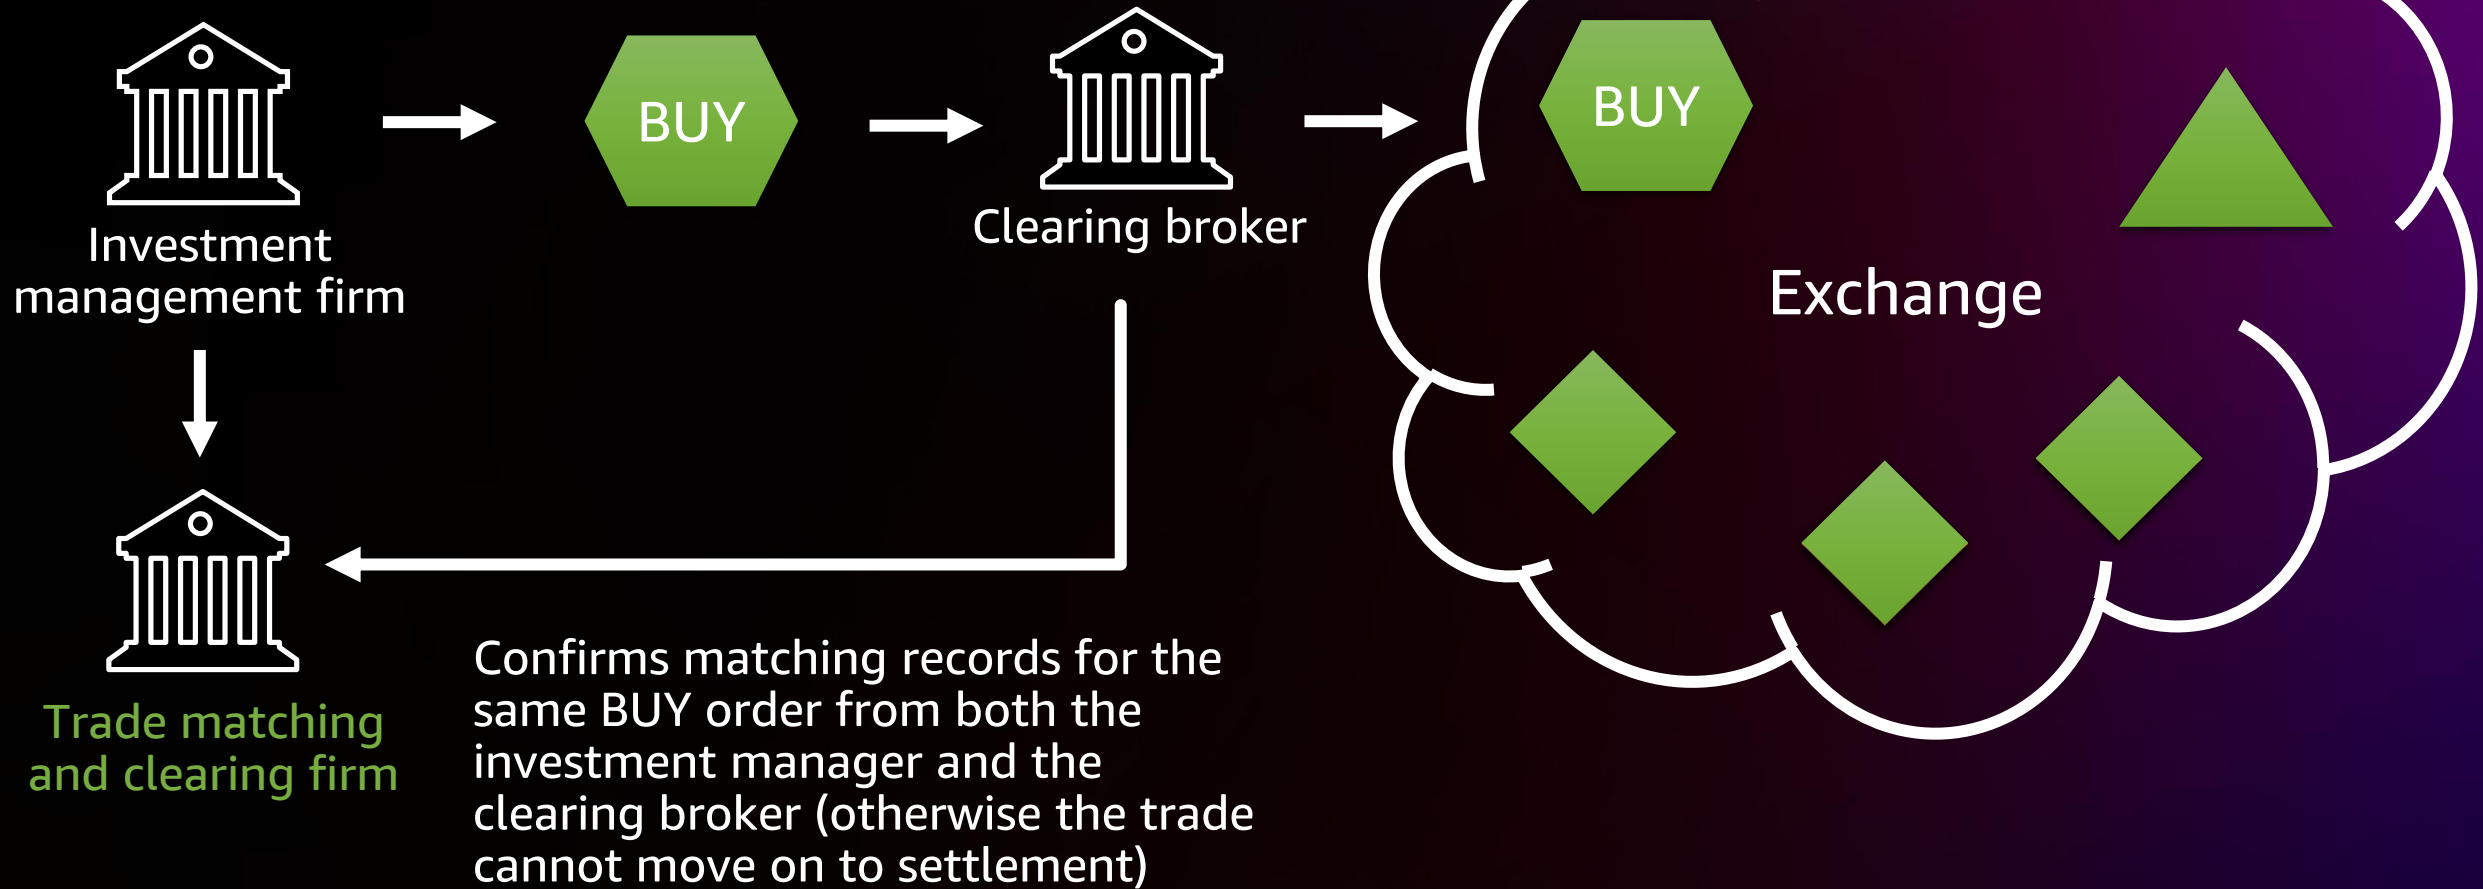 BUY
BUY
Investment
management firm
Clearing broker
Exchange
Trade matching
and clearing firm
Confirms matching records for the
same BUY order from both the
investment manager and the
clearing broker (otherwise the trade
cannot move on to settlement)